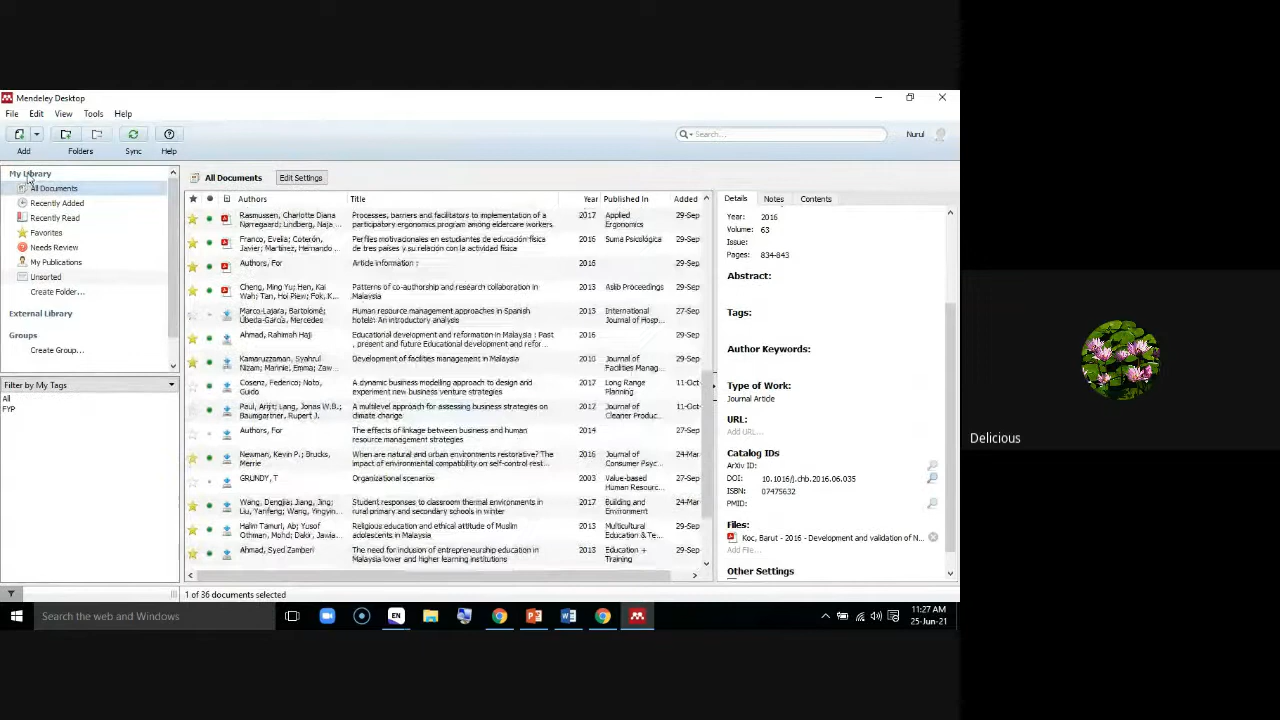 Mendeley Desktop
File Edit View Tools Help
Add Folders Sync Help
Search...
Nurul
My Library
All Documents
Recently Added
Recently Read
Favorites
Needs Review
My Publications
Unsorted
Create Folder...
External Library
Groups
Create Group...
Filter by My Tags
All
FYP
All Documents Edit Settings
Authors Title Year Published In Added
Rasmussen, Charlotte Diana Processes, barriers and facilitators to implementation of a 2017 Applied 29-Sep
Nørregaard; Lundberg, Naja ... participatory ergonomics program among eldercare workers Ergonomics
Franco, Evelia; Coterón, Perfiles motivacionales en estudiantes de educación física 2016 Suma Psicológica 29-Sep
Javier; Martínez, Hernando ... de tres países y su relación con la actividad física
Authors, For Article information : 2016 29-Sep
Cheng, Ming Yu; Hen, Kai Patterns of co-authorship and research collaboration in 2013 Aslib Proceedings 29-Sep
Wah; Tan, Hoi Piew; Fok, K... Malaysia
Marco-Lajara, Bartolomé; Human resource management approaches in Spanish 2013 International 27-Sep
Úbeda-García, Mercedes hotels: An introductory analysis Journal of Hosp...
Ahmad, Rahimah Haji Educational development and reformation in Malaysia : Past 2016 29-Sep
, present and future Educational development and refor...
Kamaruzzaman, Syahrul Development of facilities management in Malaysia 2010 Journal of 29-Sep
Nizam; Marinie, Emma; Zaw... Facilities Manag...
Cosenz, Federico; Noto, A dynamic business modelling approach to design and 2017 Long Range 11-Oct
Guido experiment new business venture strategies Planning
Paul, Arijit; Lang, Jonas W.B.; A multilevel approach for assessing business strategies on 2017 Journal of 11-Oct
Baumgartner, Rupert J. climate change Cleaner Produc...
Authors, For The effects of linkage between business and human 2014 27-Sep
resource management strategies
Newman, Kevin P.; Brucks, When are natural and urban environments restorative? The 2016 Journal of 24-Mar
Merrie impact of environmental compatibility on self-control rest... Consumer Psyc...
GRUNDY, T Organizational scenarios 2003 Value-based 27-Sep
Human Resourc...
Wang, Dengjia; Jiang, Jing; Student responses to classroom thermal environments in 2017 Building and 24-Mar
Liu, Yanfeng; Wang, Yingying... rural primary and secondary schools in winter Environment
Halim Tamuri, Ab; Yusof Religious education and ethical attitude of Muslim 2013 Multicultural 29-Sep
Othman, Mohd; Dakir, Jawia... adolescents in Malaysia Education & Te...
Ahmad, Syed Zamberi The need for inclusion of entrepreneurship education in 2013 Education + 29-Sep
Malaysia lower and higher learning institutions Training
Details Notes Contents
Year: 2016
Volume: 63
Issue:
Pages: 834-843
Abstract:
Tags:
Author Keywords:
Type of Work:
Journal Article
URL:
Add URL...
Catalog IDs
ArXiv ID:
DOI: 10.1016/j.chb.2016.06.035
ISBN: 07475632
PMID:
Files:
Koc, Barut - 2016 - Development and validation of N...
Add File...
Other Settings
1 of 36 documents selected
Search the web and Windows
EN
11:27 AM
25-Jun-21
Delicious